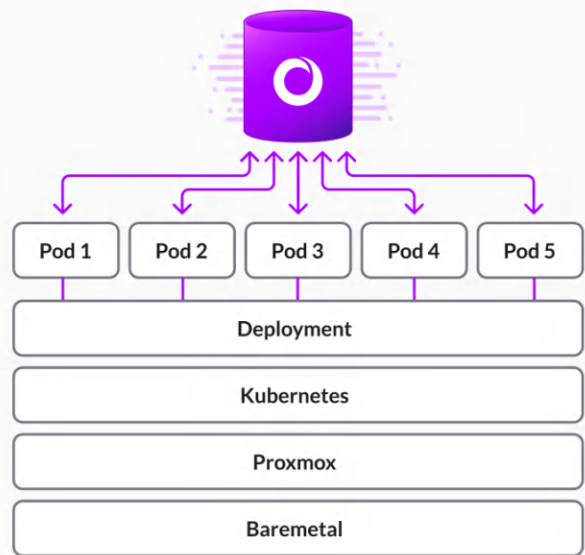 Pod 1 Pod 2 Pod 3 Pod 4 Pod 5
Deployment
Kubernetes
Proxmox
Baremetal